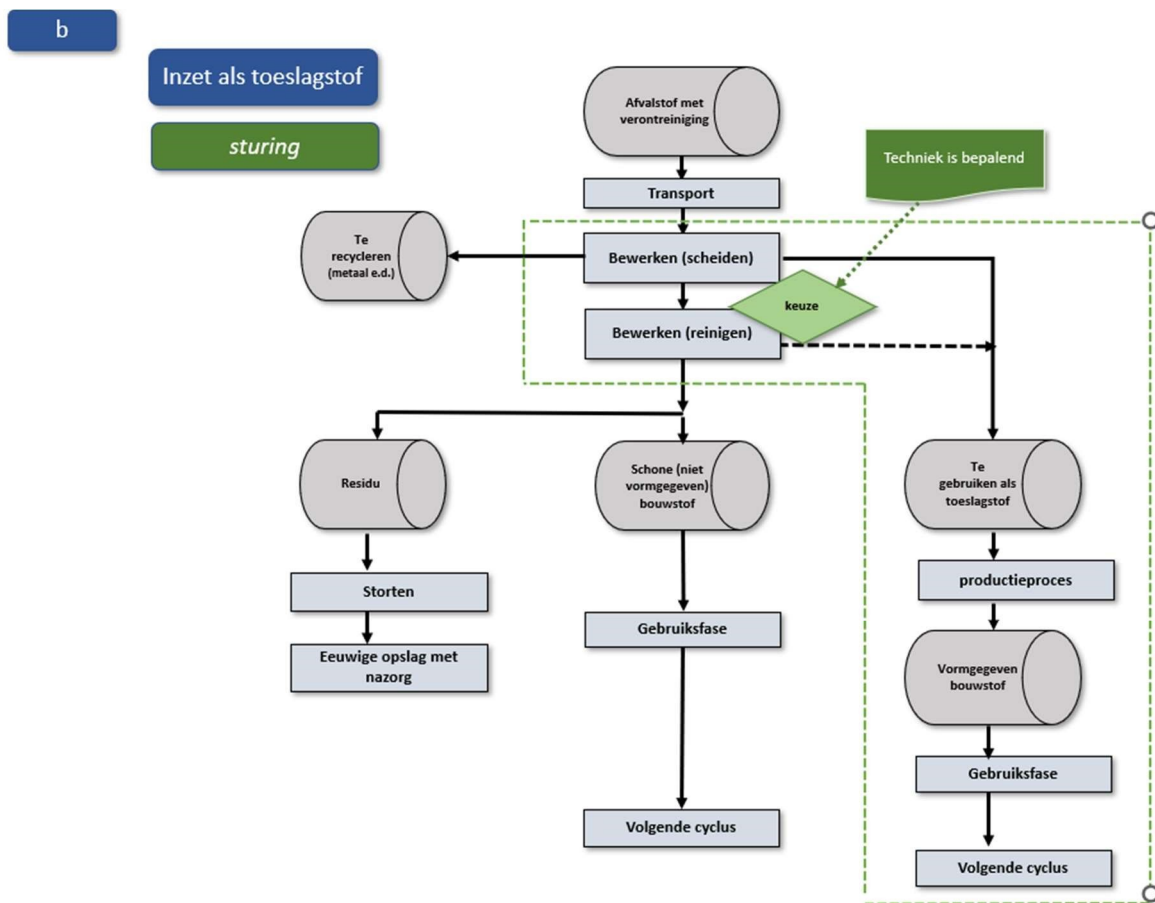 b
Inzet als toeslagstof
sturing
Afvalstof met
verontreiniging
Techniek is bepalend
Transport
Te
recycleren
(metaal e.d.)
Bewerken (scheiden)
keuze
Bewerken (reinigen)
Residu
Schone (niet
vormgegeven)
bouwstof
Te
gebruiken als
toeslagstof
Storten
productieproces
Gebruiksfase
Eeuwige opslag met
nazorg
Vormgegeven
bouwstof
Gebruiksfase
Volgende cyclus
Volgende cyclus